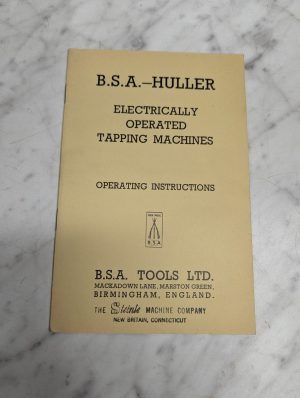 B.S.A.—HULLER
ELECTRICALLY
OPERATED
TAPPING MACHINES
OPERATING INSTRUCTIONS
B.S.A.
B.S.A. TOOLS LTD.
MACKADOWN LANE, MARSTON GREEN,
BIRMINGHAM, ENGLAND.
THE MACHINE COMPANY
NEW BRITAIN, CONNECTICUT